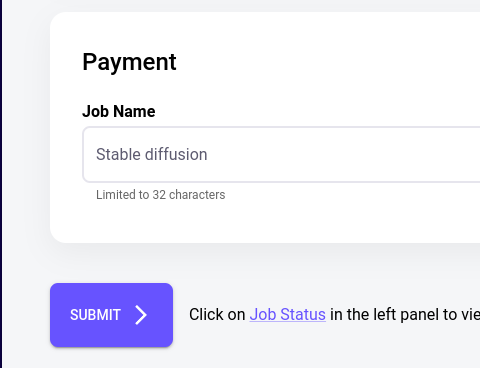 Payment
Job Name
Stable diffusion
Limited to 32 characters
SUBMIT
Click on Job Status in the left panel to vie